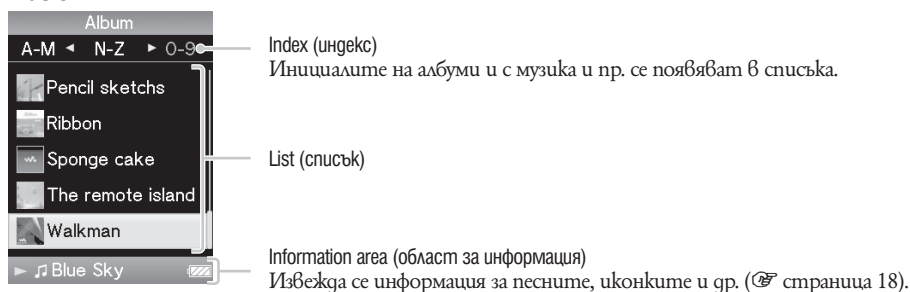 Album
A-M ◄ N-Z ► 0-9
Index (индекс)
Инициалите на албуми и с музика и пр. се появяват в списъка.
Pencil sketchs
Ribbon
Sponge cake
List (списък)
The remote island
Walkman
Information area (област за информация)
► ♫ Blue Sky
Извежда се информация за песните, иконките и др. (☞ страница 18).